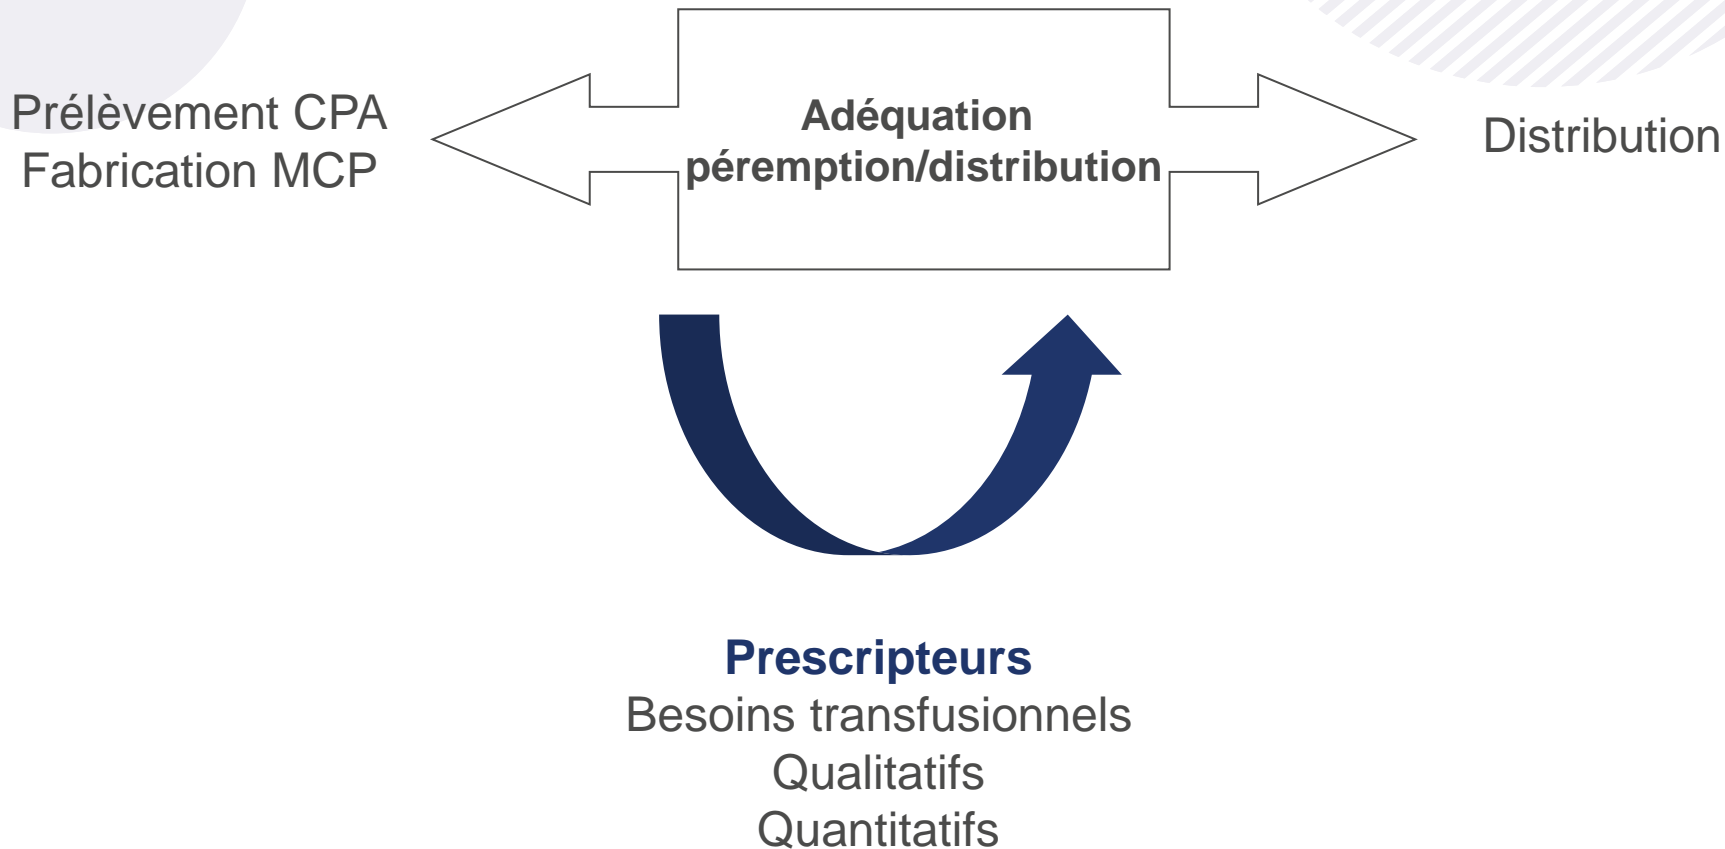 Prélèvement CPA
Fabrication MCP
Adéquation
péremption/distribution
Distribution
Prescripteurs
Besoins transfusionnels
Qualitatifs
Quantitatifs